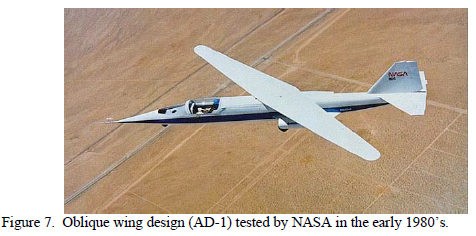 NASA
Figure 7.  Oblique wing design (AD-1) tested by NASA in the early 1980’s.